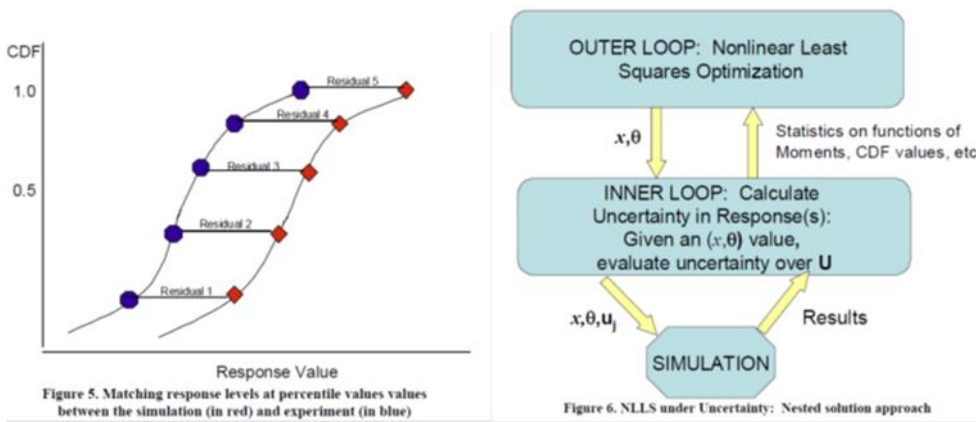 CDF
1.0
0.5
Residual 5
Residual 4
Residual 3
Residual 2
Residual 1
Response Value
Figure 5. Matching response levels at percentile values values
between the simulation (in red) and experiment (in blue)
OUTER LOOP: Nonlinear Least
Squares Optimization
x,θ
Statistics on functions of
Moments, CDF values, etc
INNER LOOP: Calculate
Uncertainty in Response(s):
Given an (x,θ) value,
evaluate uncertainty over U
x,θ,uj
Results
SIMULATION
Figure 6. NLLS under Uncertainty: Nested solution approach